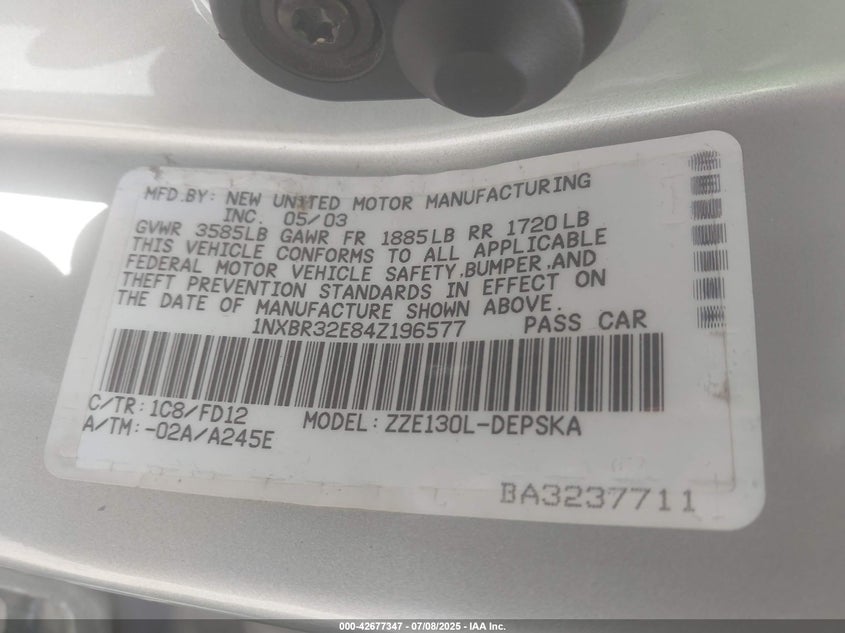 MFD.BY: NEW UNITED MOTOR MANUFACTURING
INC. 05/03
GVWR 3585LB GAWR FR 1885LB RR 1720LB
THIS VEHICLE CONFORMS TO ALL APPLICABLE
FEDERAL MOTOR VEHICLE SAFETY,BUMPER,AND
THEFT PREVENTION STANDARDS IN EFFECT ON
THE DATE OF MANUFACTURE SHOWN ABOVE.
1NXBR32E84Z196577 PASS CAR
C/TR: 1C8/FD12
A/TM: -02A/A245E
MODEL: ZZE130L-DEPSKA
BA3237711
000-42677347 - 07/08/2025 - IAA Inc.